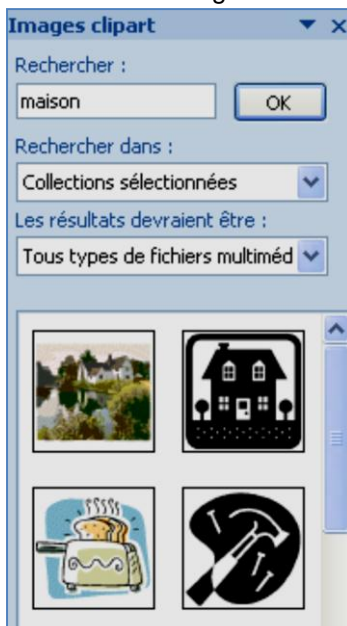 Images clipart
Rechercher :
maison
OK
Rechercher dans :
Collections sélectionnées
Les résultats devraient être :
Tous types de fichiers multiméd